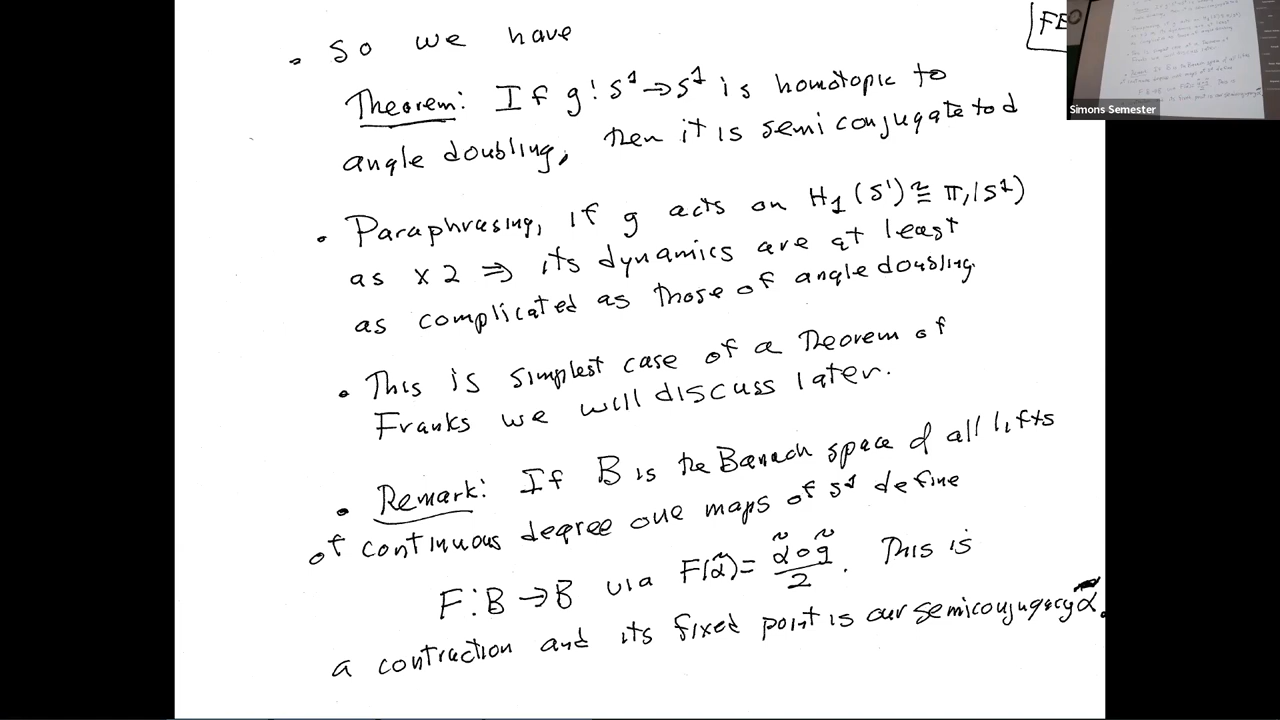 • So we have
Theorem: If g: S¹→S¹ is homotopic to
angle doubling, then it is semi conjugate to d
• Paraphrasing, if g acts on H₁(S¹) ≅ π₁(S¹)
as ×2 ⇒ its dynamics are at least
as complicated as those of angle doubling.
• This is simplest case of a Theorem of
Franks we will discuss later.
• Remark: If B is the Banach space of all lifts
of continuous degree one maps of S¹ define
F: B → B via F(α̃) = α̃∘g̃/2. This is
a contraction and its fixed point is our semiconjugacy α̃.
Simons Semester